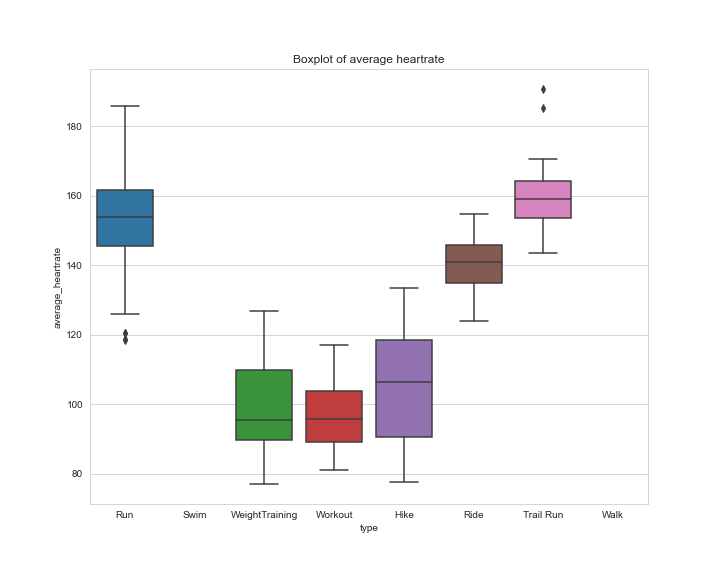 Boxplot of average heartrate
180
160
140
120
100
80
average_heartrate
Run Swim WeightTraining Workout Hike Ride Trail Run Walk
type